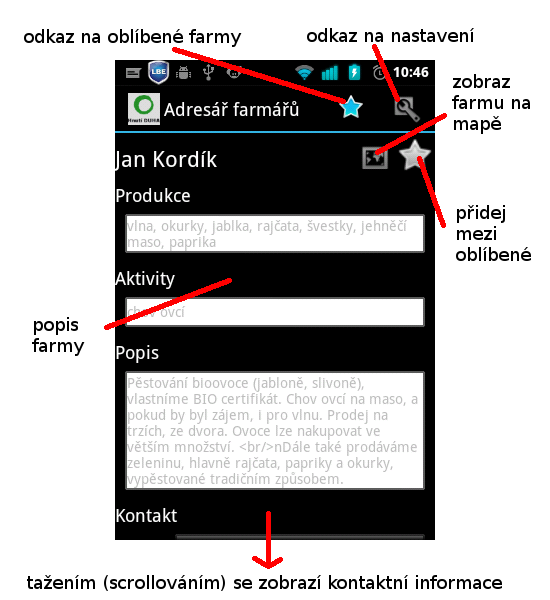 odkaz na oblíbené farmy
odkaz na nastavení
LBE
10:46
zobraz
farmu na
mapě
Hnutí DUHA
Adresář farmářů
Jan Kordík
přidej
mezi
oblíbené
Produkce
vlna, okurky, jablka, rajčata, švestky, jehněčí
maso, paprika
Aktivity
chov ovcí
popis
farmy
Popis
Pěstování bioovoce (jabloně, slivoně),
vlastníme BIO certifikát. Chov ovcí na maso, a
pokud by byl zájem, i pro vlnu. Prodej na
trzích, ze dvora. Ovoce lze nakupovat ve
větším množství. <br/>nDále také prodáváme
zeleninu, hlavně rajčata, papriky a okurky,
vypěstované tradičním způsobem.
Kontakt
tažením (scrollováním) se zobrazí kontaktní informace